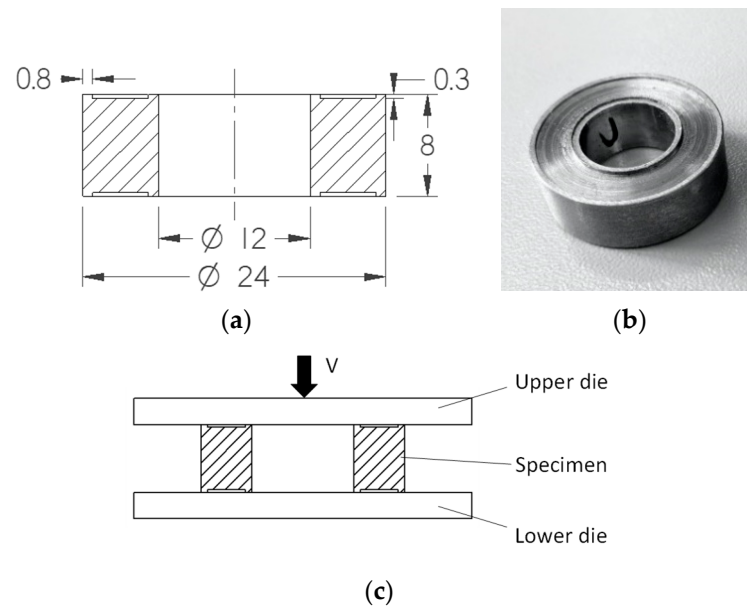 0.8
0.3
8
Ø 12
Ø 24
(a)
(b)
V
Upper die
Specimen
Lower die
(c)